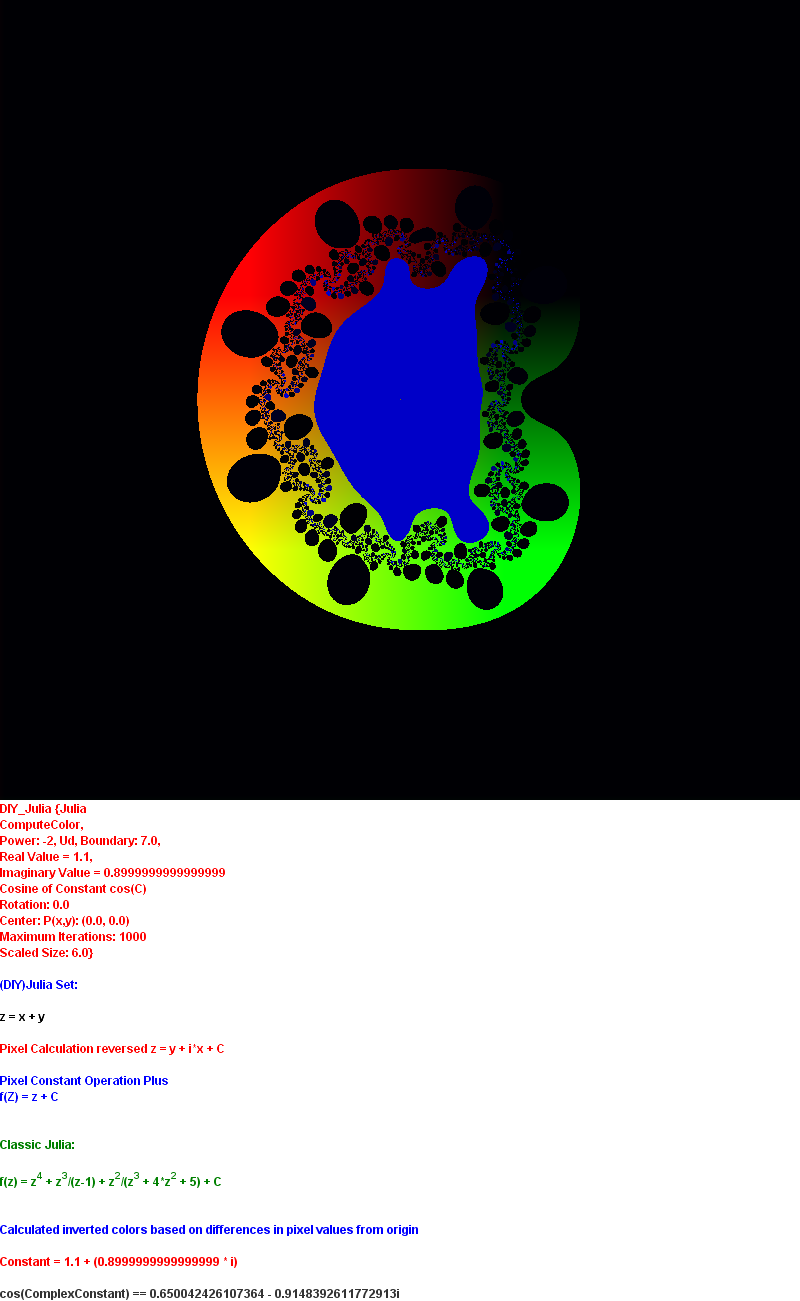 DIY_Julia {Julia
ComputeColor,
Power: -2, Ud, Boundary: 7.0,
Real Value = 1.1,
Imaginary Value = 0.8999999999999999
Cosine of Constant cos(C)
Rotation: 0.0
Center: P(x,y): (0.0, 0.0)
Maximum Iterations: 1000
Scaled Size: 6.0}
(DIY)Julia Set:
z = x + y
Pixel Calculation reversed z = y + i*x + C
Pixel Constant Operation Plus
f(Z) = z + C
Classic Julia:
f(z) = z^4 + z^3/(z-1) + z^2/(z^3 + 4*z^2 + 5) + C
Calculated inverted colors based on differences in pixel values from origin
Constant = 1.1 + (0.8999999999999999 * i)
cos(ComplexConstant) == 0.650042426107364 - 0.9148392611772913i